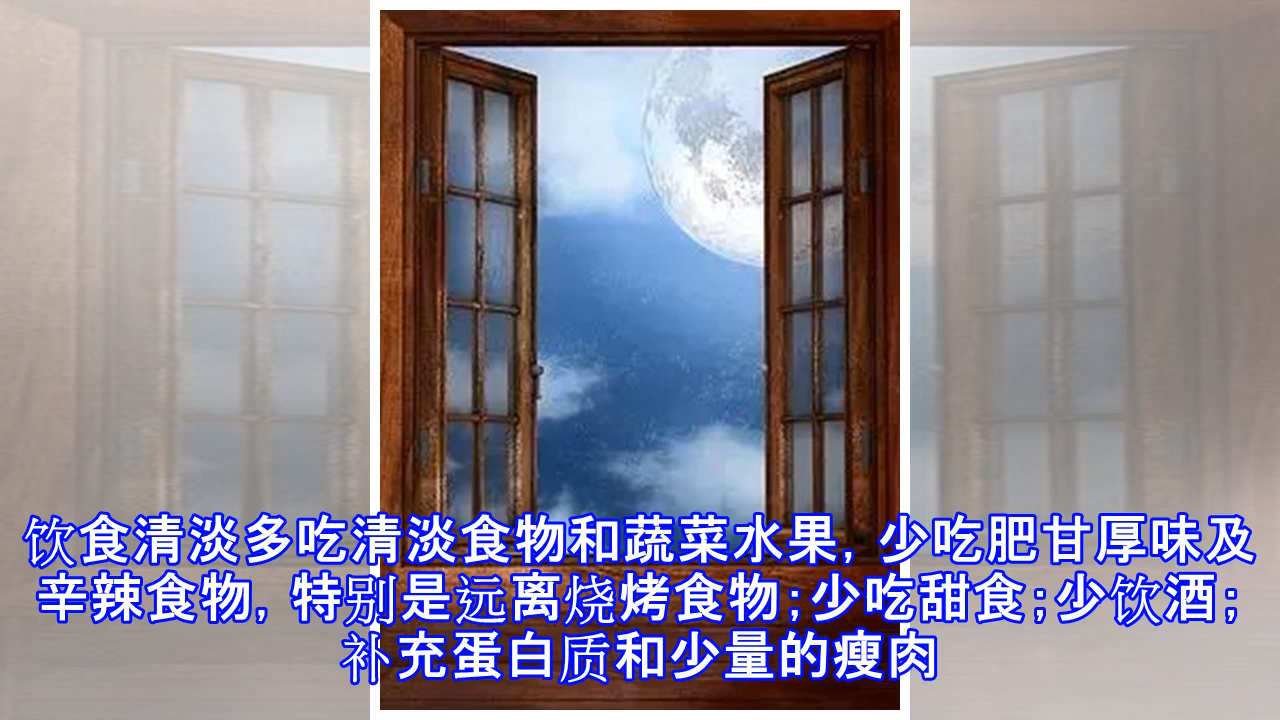 饮食清淡多吃清淡食物和蔬菜水果, 少吃肥甘厚味及
辛辣食物, 特别是远离烧烤食物;少吃甜食;少饮酒;
补充蛋白质和少量的瘦肉